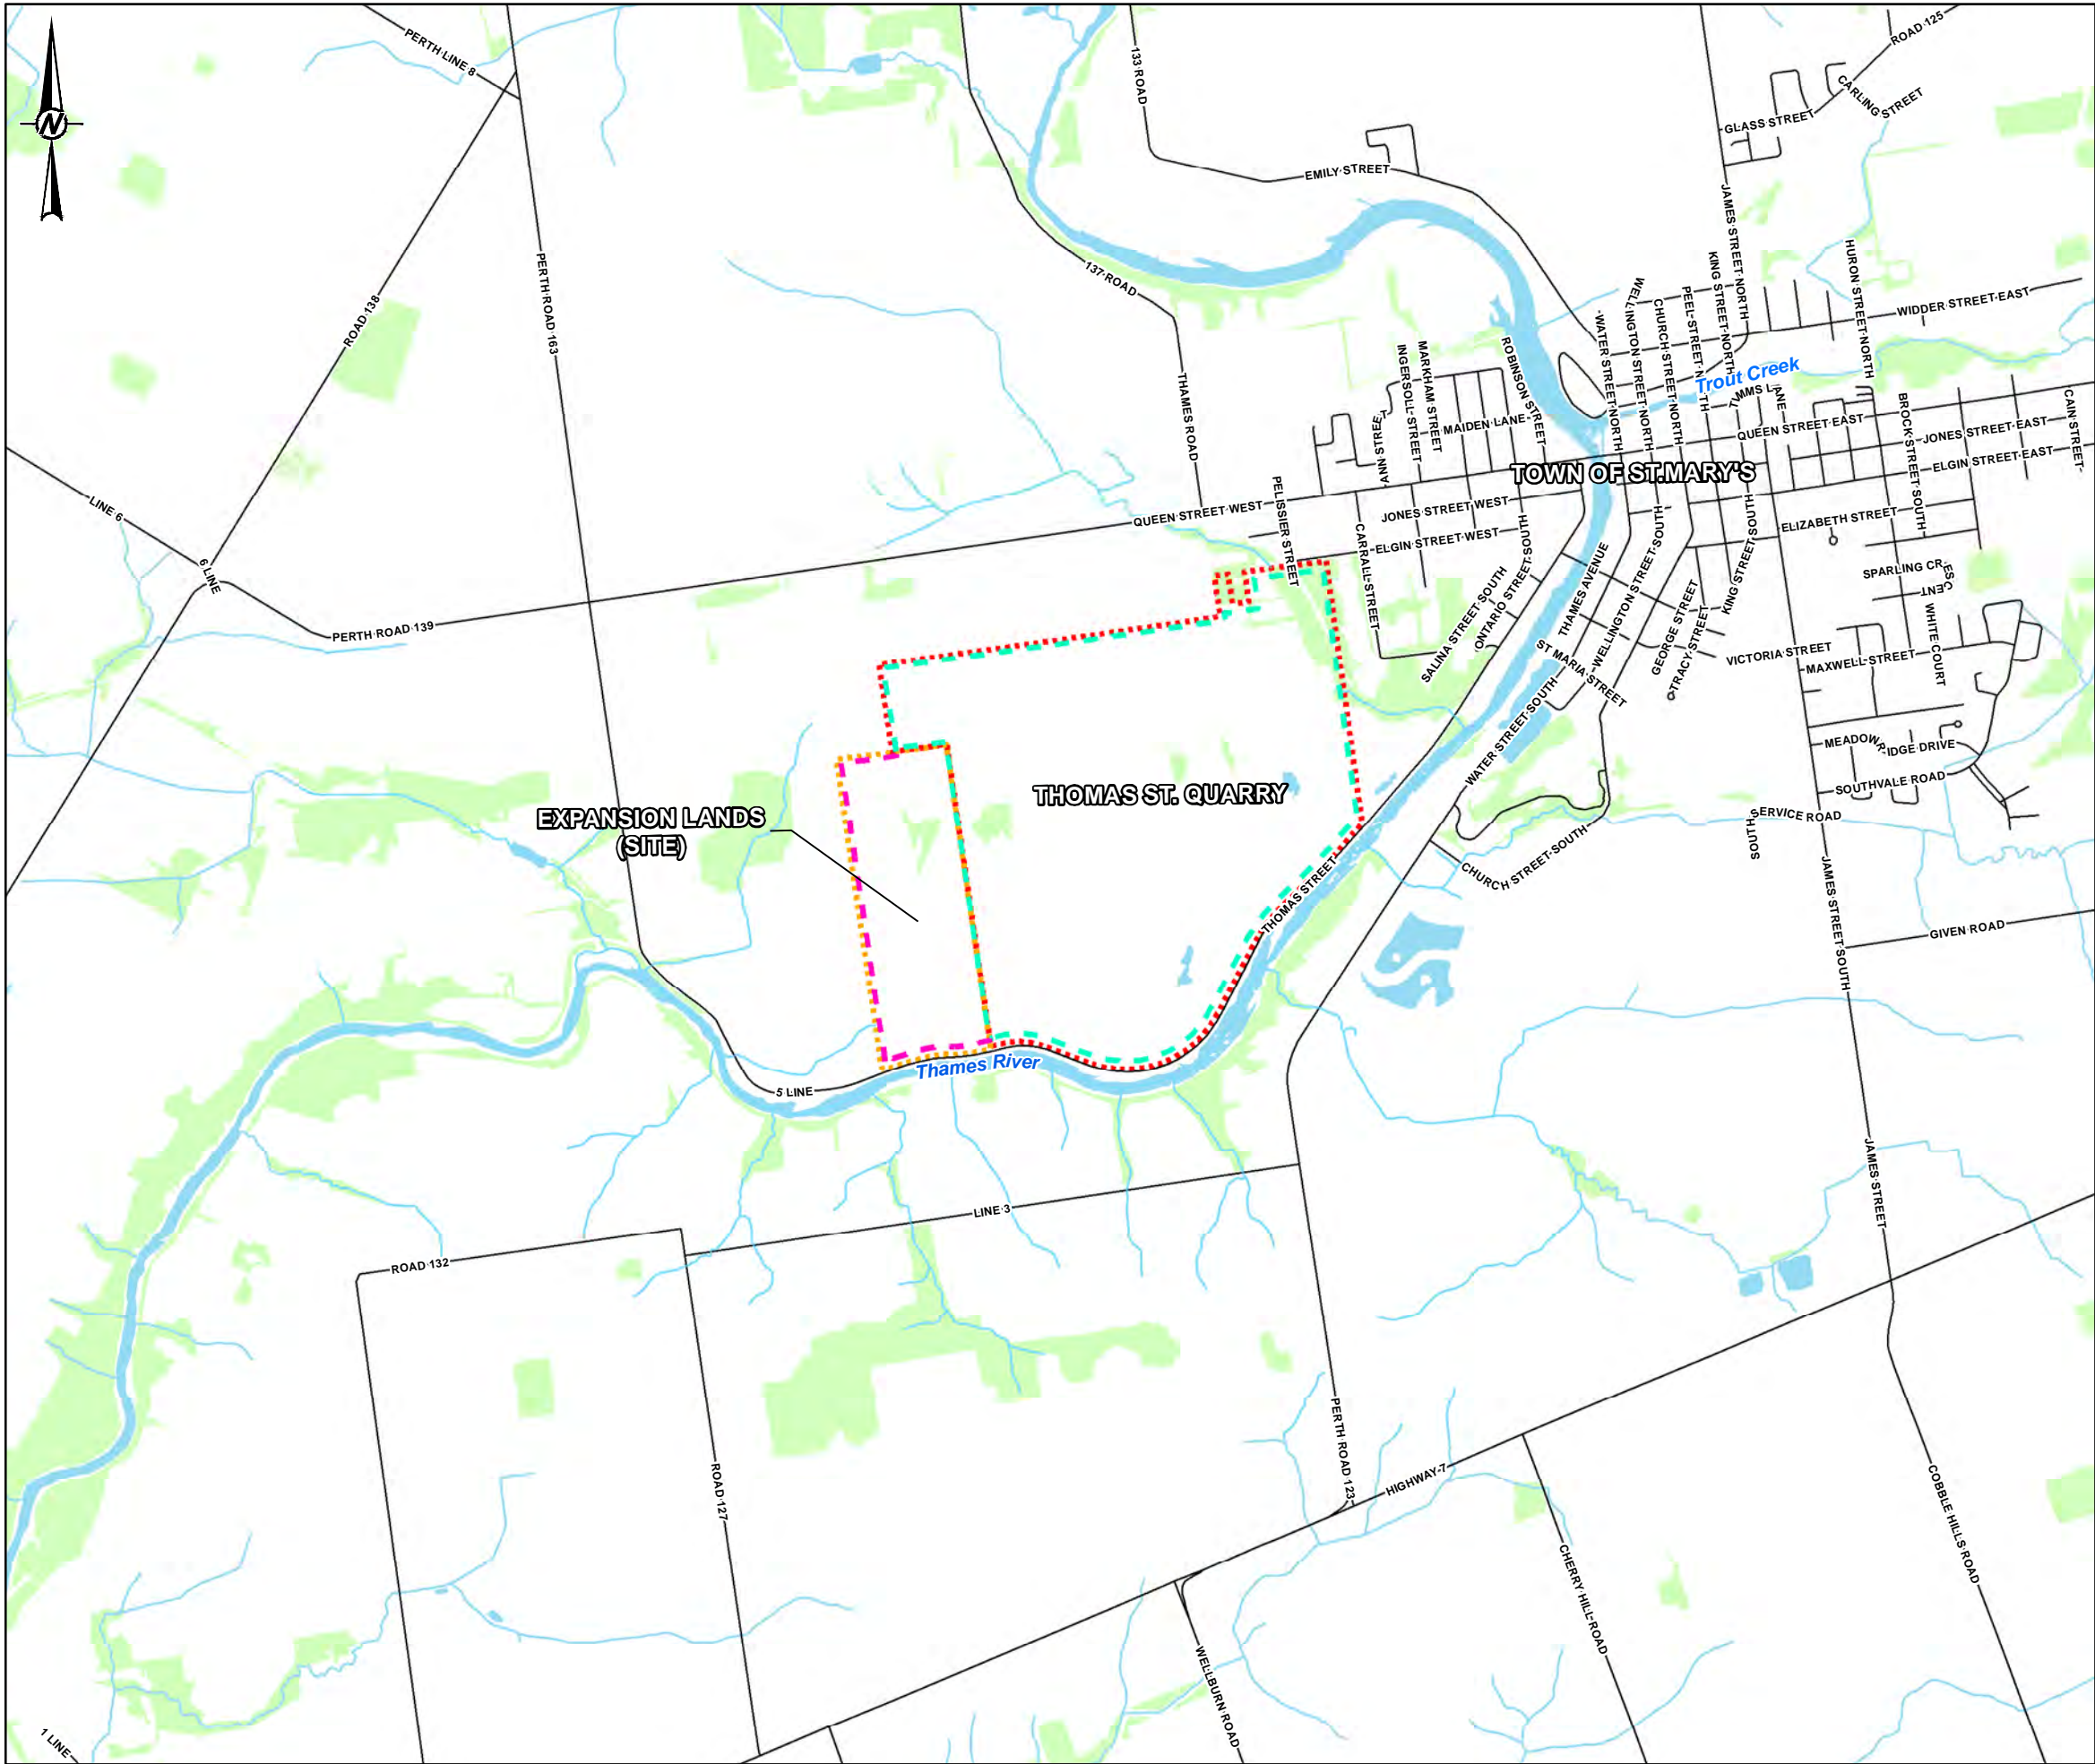 PERTH LINE 8
ROAD 125
133 ROAD
CARLING STREET
GLASS STREET
N
EMILY STREET
JAMES STREET NORTH
137 ROAD
HURON STREET NORTH
KING STREET NORTH
WELLINGTON STREET NORTH
PEEL STREET NORTH
CHURCH STREET NORTH
WATER STREET NORTH
WIDDER STREET EAST
ROAD 138
PERTH ROAD 163
ROBINSON STREET
MARKHAM STREET
INGERSOLL STREET
THAMES ROAD
Trout Creek
TIMMS LANE
ANN STREET
MAIDEN LANE
QUEEN STREET EAST
BROCK STREET SOUTH
CAIN STREET
JONES STREET EAST
ELGIN STREET EAST
TOWN OF ST.MARY'S
LINE 6
PELISSIER STREET
QUEEN STREET WEST
JONES STREET WEST
ELGIN STREET WEST
CARRALL STREET
SOUTH
ELIZABETH STREET
6 LINE
PERTH ROAD 139
SALINA STREET SOUTH
ONTARIO STREET
THAMES AVENUE
WELLINGTON STREET SOUTH
KING STREET SOUTH
GEORGE STREET
TRACY STREET
SPARLING CRESCENT
WHITE COURT
ST MARIA STREET
VICTORIA STREET
MAXWELL STREET
WATER STREET SOUTH
MEADOWRIDGE DRIVE
SOUTHVALE ROAD
THOMAS ST. QUARRY
EXPANSION LANDS
(SITE)
SERVICE ROAD
SOUTH
CHURCH STREET SOUTH
THOMAS STREET
JAMES STREET SOUTH
GIVEN ROAD
Thames River
5 LINE
LINE 3
JAMES STREET
ROAD 132
PERTH ROAD 123
HIGHWAY 7
ROAD 127
COBBLE HILLS ROAD
CHERRY HILL ROAD
WELLBURN ROAD
1 LINE